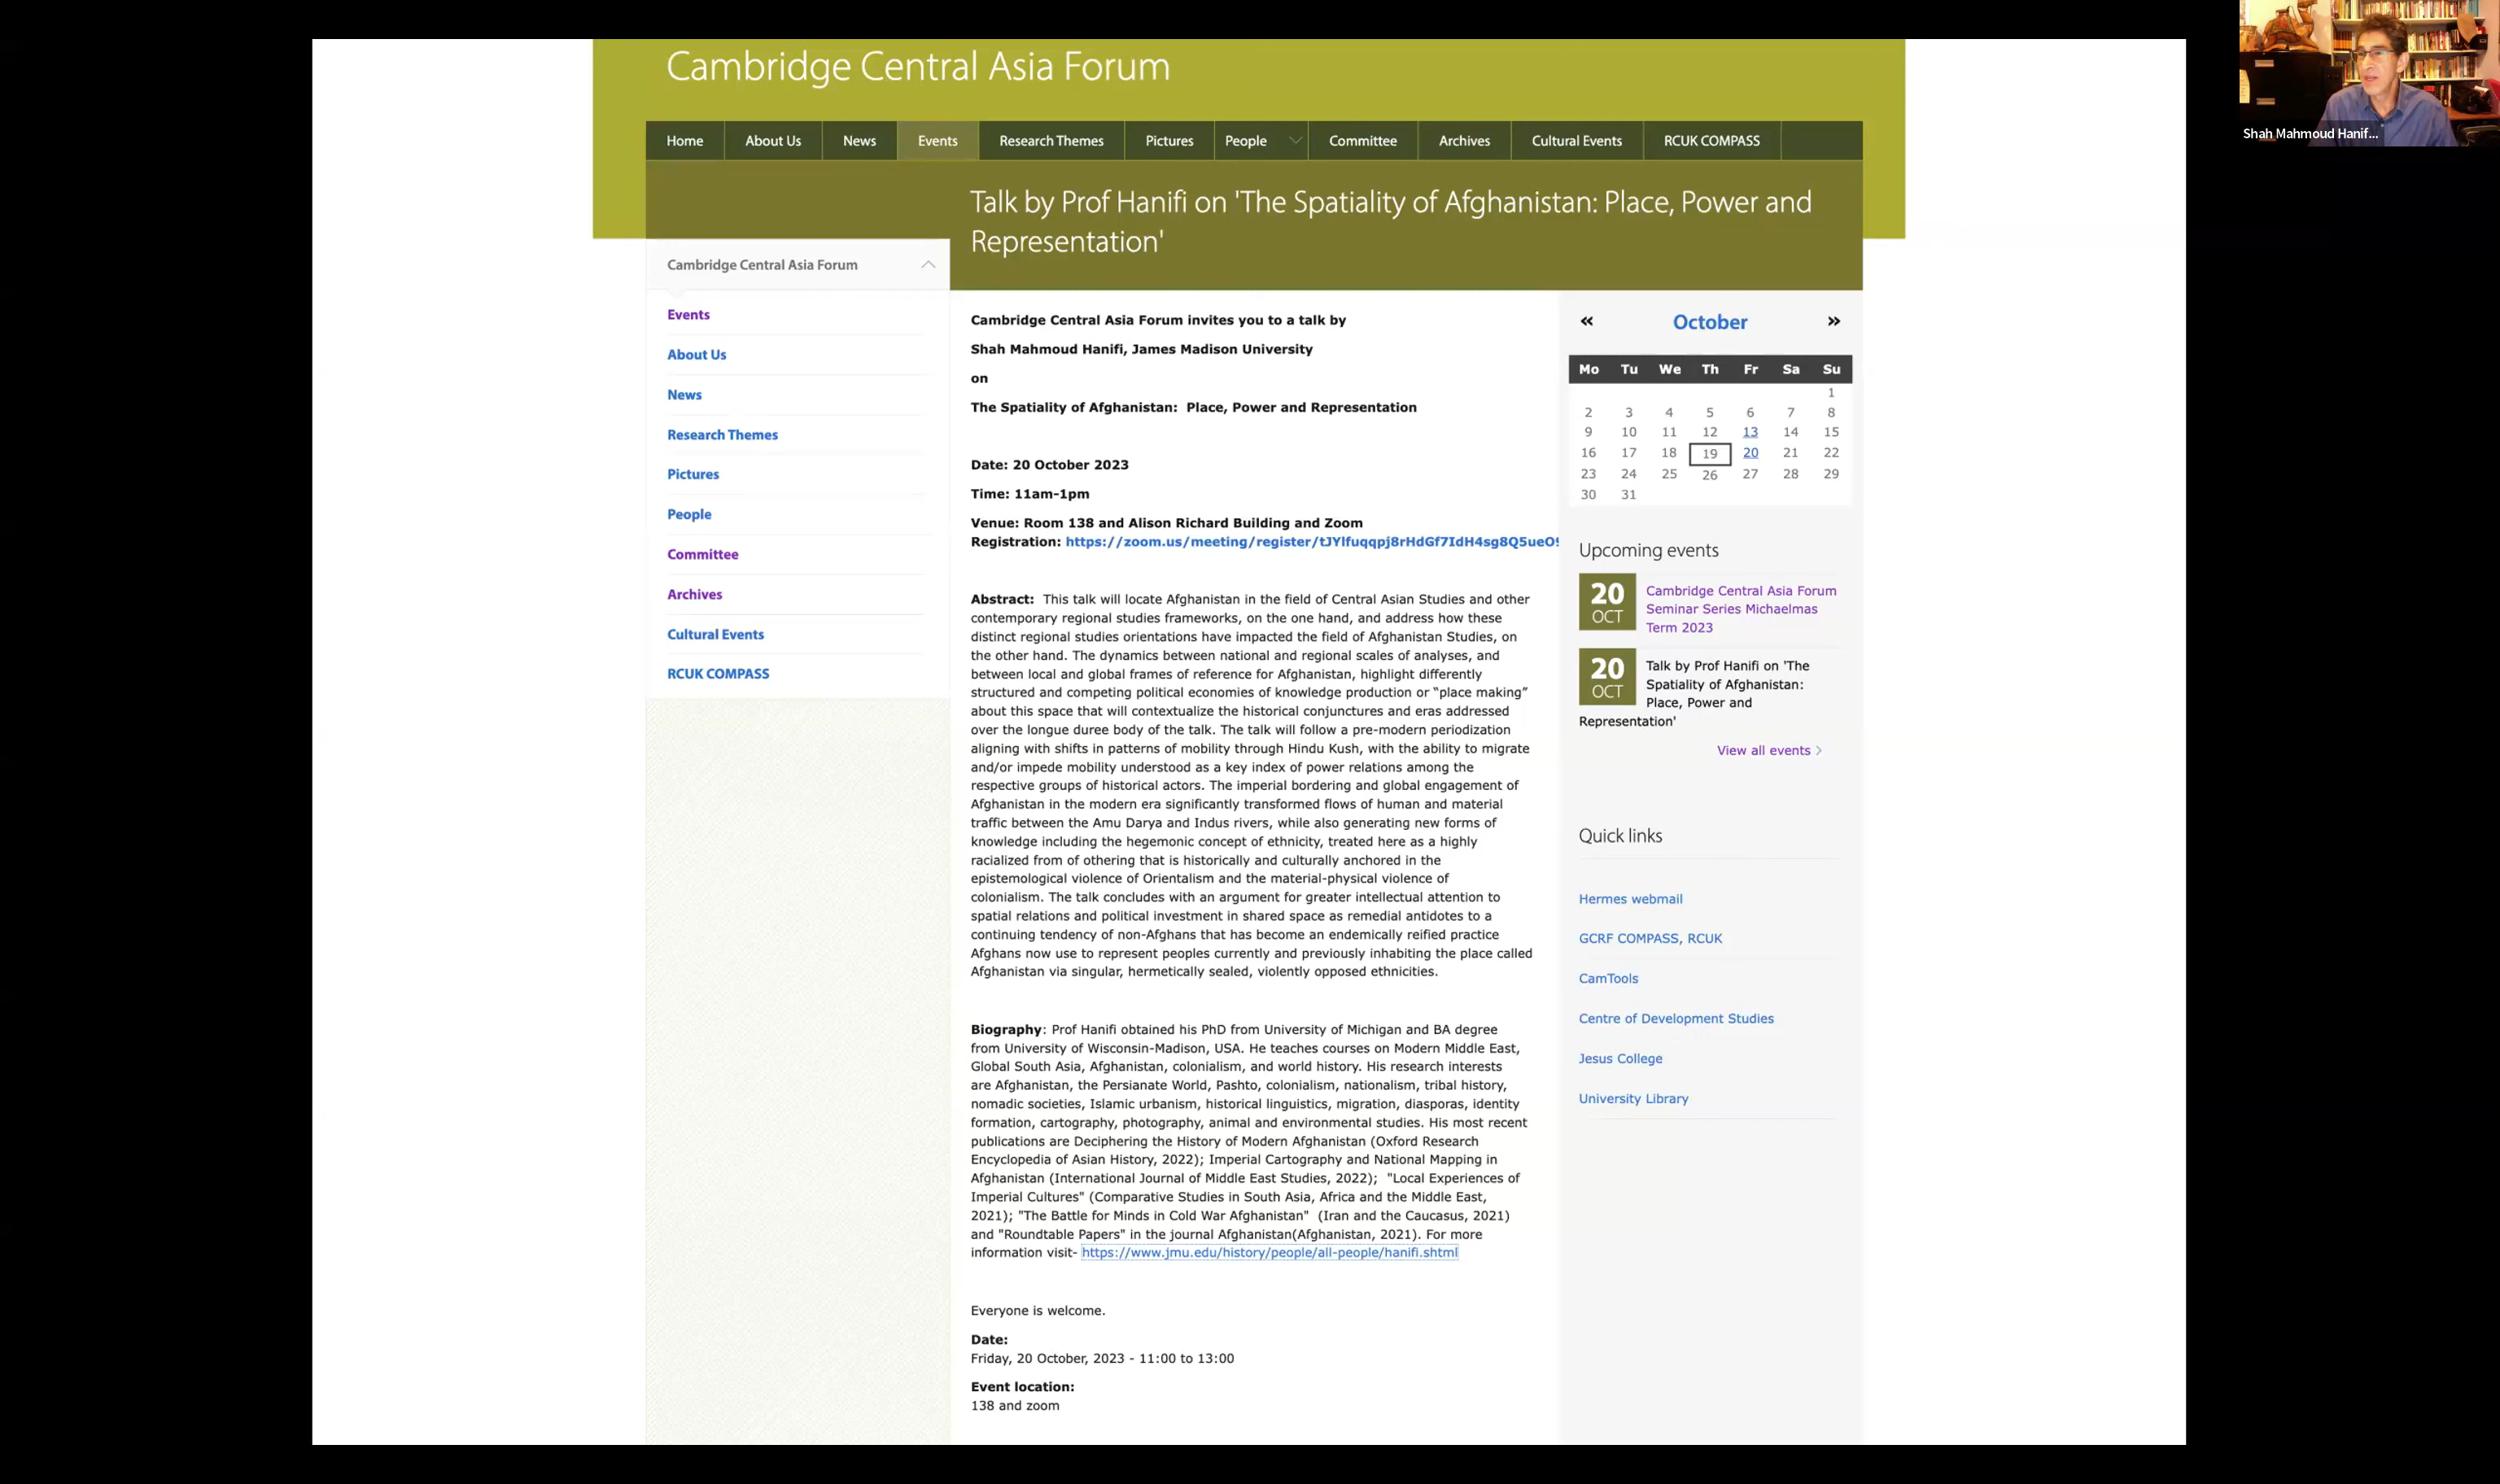 Cambridge Central Asia Forum
Home
About Us
News
Events
Research Themes
Pictures
People
Committee
Archives
Cultural Events
RCUK COMPASS
Talk by Prof Hanifi on 'The Spatiality of Afghanistan: Place, Power and
Representation'
Cambridge Central Asia Forum
Events
About Us
News
Research Themes
Pictures
People
Committee
Archives
Cultural Events
RCUK COMPASS
Cambridge Central Asia Forum invites you to a talk by
Shah Mahmoud Hanifi, James Madison University
on
The Spatiality of Afghanistan:  Place, Power and Representation
Date: 20 October 2023
Time: 11am-1pm
Venue: Room 138 and Alison Richard Building and Zoom
Registration: https://zoom.us/meeting/register/tJYlfuqqpj8rHdGf7IdH4sg8Q5ueO9
Abstract:  This talk will locate Afghanistan in the field of Central Asian Studies and other
contemporary regional studies frameworks, on the one hand, and address how these
distinct regional studies orientations have impacted the field of Afghanistan Studies, on
the other hand. The dynamics between national and regional scales of analyses, and
between local and global frames of reference for Afghanistan, highlight differently
structured and competing political economies of knowledge production or “place making”
about this space that will contextualize the historical conjunctures and eras addressed
over the longue duree body of the talk. The talk will follow a pre-modern periodization
aligning with shifts in patterns of mobility through Hindu Kush, with the ability to migrate
and/or impede mobility understood as a key index of power relations among the
respective groups of historical actors. The imperial bordering and global engagement of
Afghanistan in the modern era significantly transformed flows of human and material
traffic between the Amu Darya and Indus rivers, while also generating new forms of
knowledge including the hegemonic concept of ethnicity, treated here as a highly
racialized from of othering that is historically and culturally anchored in the
epistemological violence of Orientalism and the material-physical violence of
colonialism. The talk concludes with an argument for greater intellectual attention to
spatial relations and political investment in shared space as remedial antidotes to a
continuing tendency of non-Afghans that has become an endemically reified practice
Afghans now use to represent peoples currently and previously inhabiting the place called
Afghanistan via singular, hermetically sealed, violently opposed ethnicities.
Biography: Prof Hanifi obtained his PhD from University of Michigan and BA degree
from University of Wisconsin-Madison, USA. He teaches courses on Modern Middle East,
Global South Asia, Afghanistan, colonialism, and world history. His research interests
are Afghanistan, the Persianate World, Pashto, colonialism, nationalism, tribal history,
nomadic societies, Islamic urbanism, historical linguistics, migration, diasporas, identity
formation, cartography, photography, animal and environmental studies. His most recent
publications are Deciphering the History of Modern Afghanistan (Oxford Research
Encyclopedia of Asian History, 2022); Imperial Cartography and National Mapping in
Afghanistan (International Journal of Middle East Studies, 2022);  "Local Experiences of
Imperial Cultures" (Comparative Studies in South Asia, Africa and the Middle East,
2021); "The Battle for Minds in Cold War Afghanistan"  (Iran and the Caucasus, 2021)
and "Roundtable Papers" in the journal Afghanistan(Afghanistan, 2021). For more
information visit- https://www.jmu.edu/history/people/all-people/hanifi.shtml
Everyone is welcome.
Date:
Friday, 20 October, 2023 - 11:00 to 13:00
Event location:
138 and zoom
« October »
Mo Tu We Th Fr Sa Su
1
2 3 4 5 6 7 8
9 10 11 12 13 14 15
16 17 18 19 20 21 22
23 24 25 26 27 28 29
30 31
Upcoming events
20
OCT
Cambridge Central Asia Forum
Seminar Series Michaelmas
Term 2023
20
OCT
Talk by Prof Hanifi on 'The
Spatiality of Afghanistan:
Place, Power and
Representation'
View all events
Quick links
Hermes webmail
GCRF COMPASS, RCUK
CamTools
Centre of Development Studies
Jesus College
University Library
Shah Mahmoud Hanif...